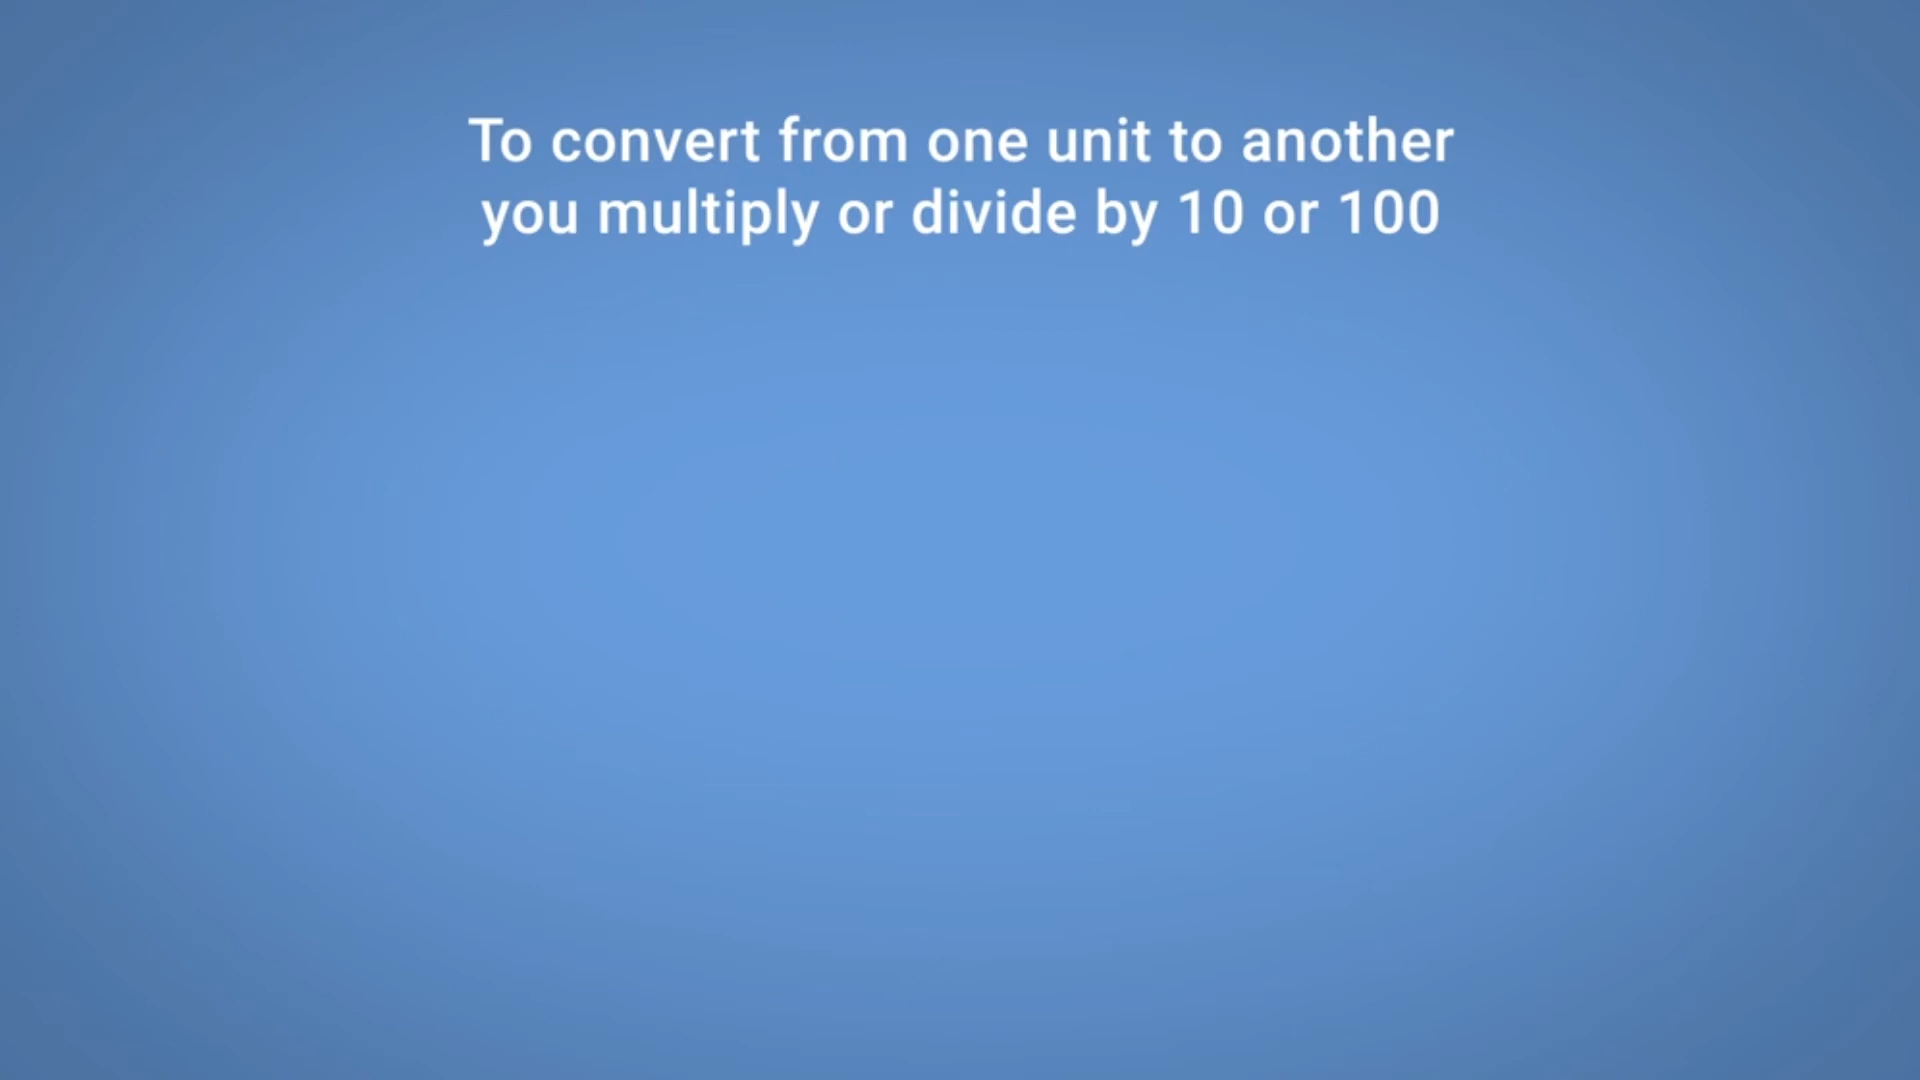 To convert from one unit to another
you multiply or divide by 10 or 100